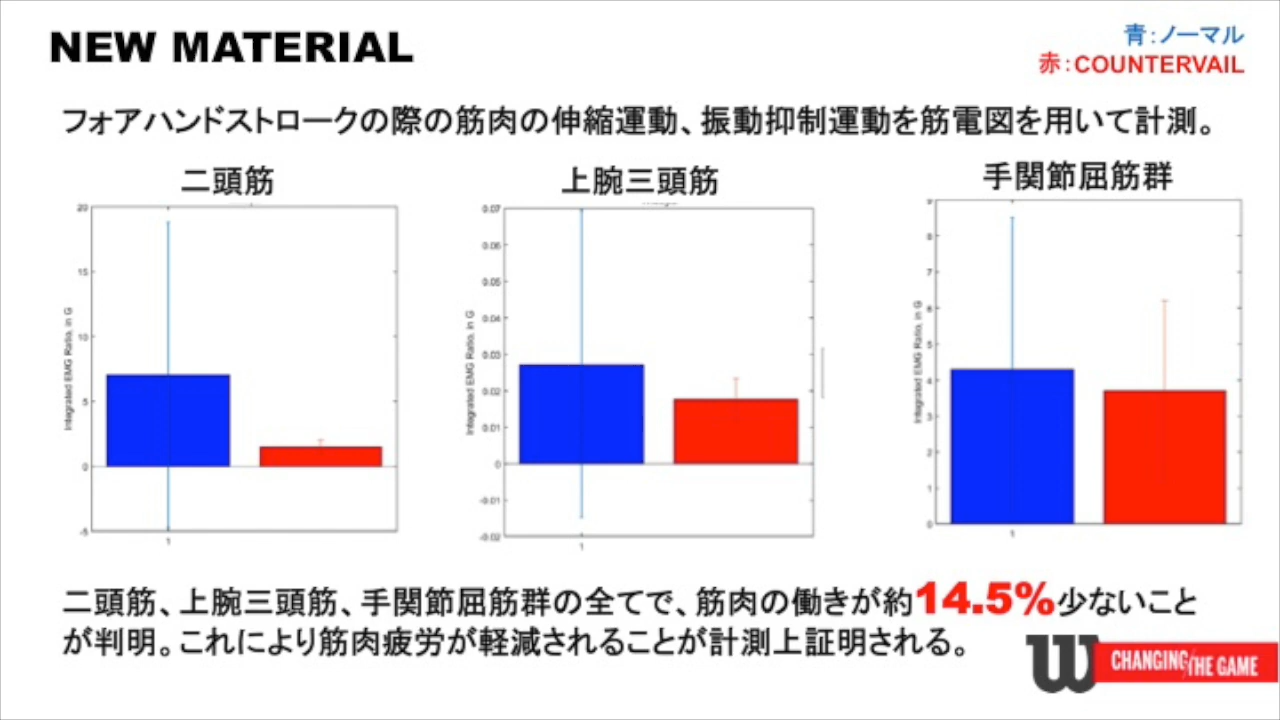 NEW MATERIAL
青：ノーマル
赤：COUNTERVAIL
フォアハンドストロークの際の筋肉の伸縮運動、振動抑制運動を筋電図を用いて計測。
二頭筋
上腕三頭筋
手関節屈筋群
Integrated EMG Ratio, in G
20
15
10
5
0
-5
1
Integrated EMG Ratio, in G
0.07
0.06
0.05
0.04
0.03
0.02
0.01
0
-0.01
-0.02
1
Integrated EMG Ratio, in G
9
8
7
6
5
4
3
2
1
0
1
二頭筋、上腕三頭筋、手関節屈筋群の全てで、筋肉の働きが約14.5%少ないこと
が判明。これにより筋肉疲労が軽減されることが計測上証明される。
W CHANGING/THE GAME